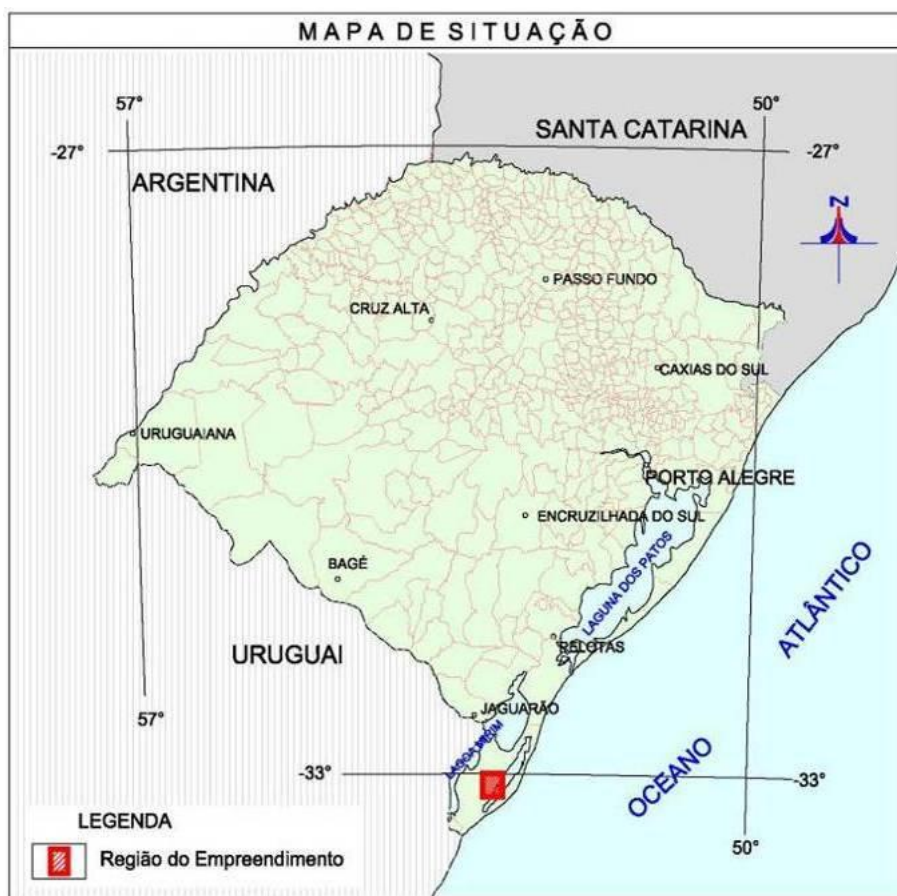 MAPA DE SITUAÇÃO
57°
50°
SANTA CATARINA
-27°
-27°
ARGENTINA
N
PASSO FUNDO
CRUZ ALTA
CAXIAS DO SUL
URUGUAIANA
PORTO ALEGRE
ENCRUZILHADA DO SUL
LAGUNA DOS PATOS
BAGÉ
ATLÂNTICO
PELOTAS
URUGUAI
JAGUARÃO
57°
LAGOA MIRIM
-33°
-33°
OCEANO
LEGENDA
50°
Região do Empreendimento